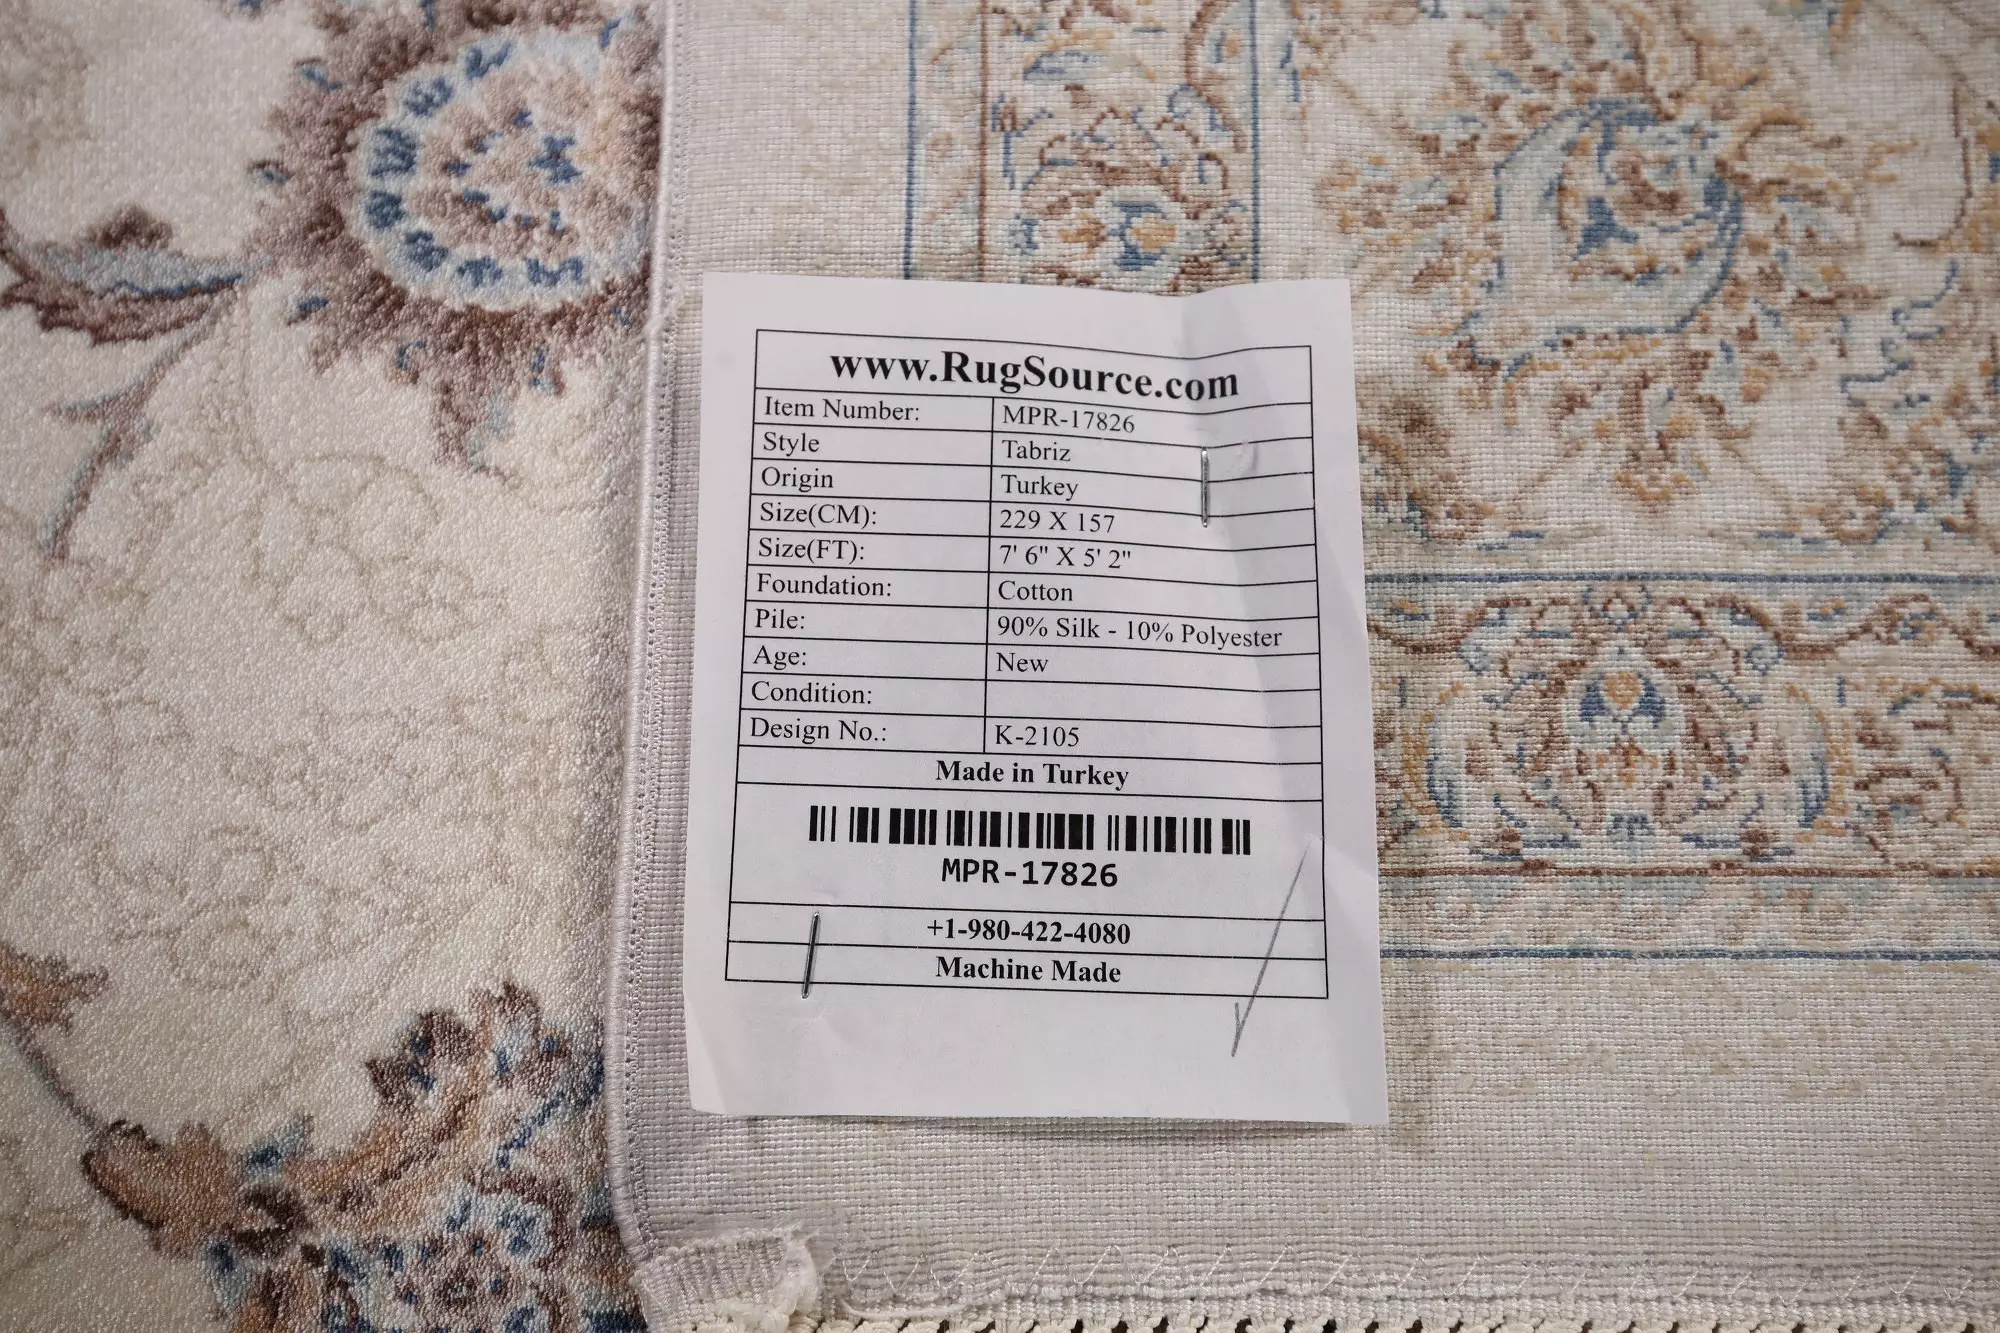 www.RugSource.com
Item Number: MPR-17826
Style Tabriz
Origin Turkey
Size(CM): 229 X 157
Size(FT): 7' 6" X 5' 2"
Foundation: Cotton
Pile: 90% Silk - 10% Polyester
Age: New
Condition:
Design No.: K-2105
Made in Turkey
MPR-17826
+1-980-422-4080
Machine Made